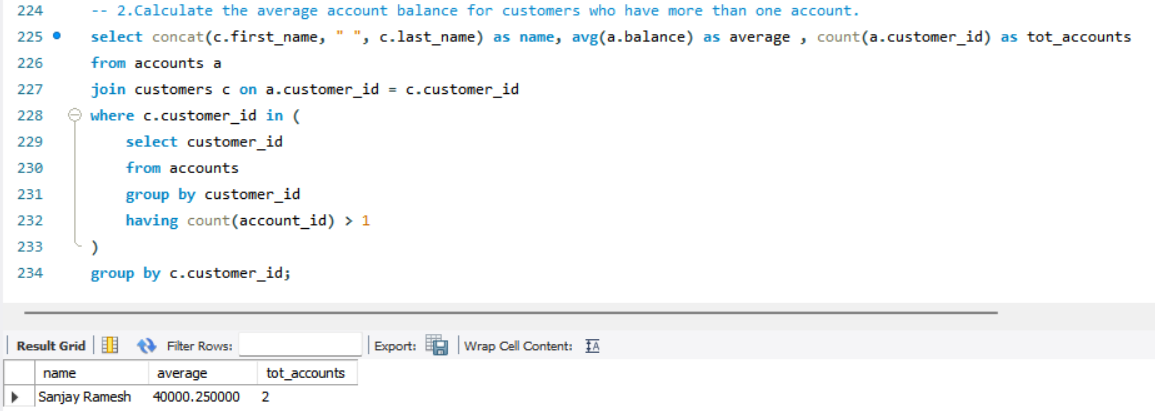 224 -- 2.Calculate the average account balance for customers who have more than one account.
225 select concat(c.first_name, " ", c.last_name) as name, avg(a.balance) as average , count(a.customer_id) as tot_accounts
226 from accounts a
227 join customers c on a.customer_id = c.customer_id
228 where c.customer_id in (
229 select customer_id
230 from accounts
231 group by customer_id
232 having count(account_id) > 1
233 )
234 group by c.customer_id;
Result Grid Filter Rows: Export: Wrap Cell Content: IA
name average tot_accounts
Sanjay Ramesh 40000.250000 2